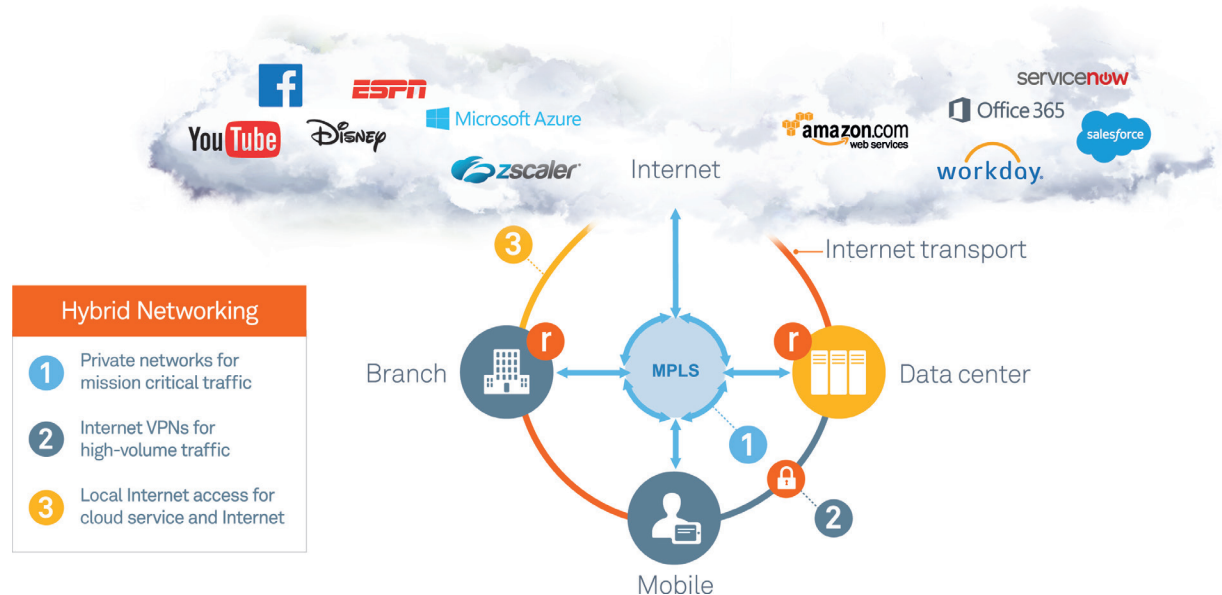 f
ESPN
servicenow
YouTube
Disney
Microsoft Azure
amazon.com
web services
Office 365
salesforce
zscaler
Internet
workday.
3
Internet transport
Hybrid Networking
1
Private networks for
mission critical traffic
2
Internet VPNs for
high-volume traffic
3
Local Internet access for
cloud service and Internet
r
r
Branch
MPLS
Data center
1
2
Mobile